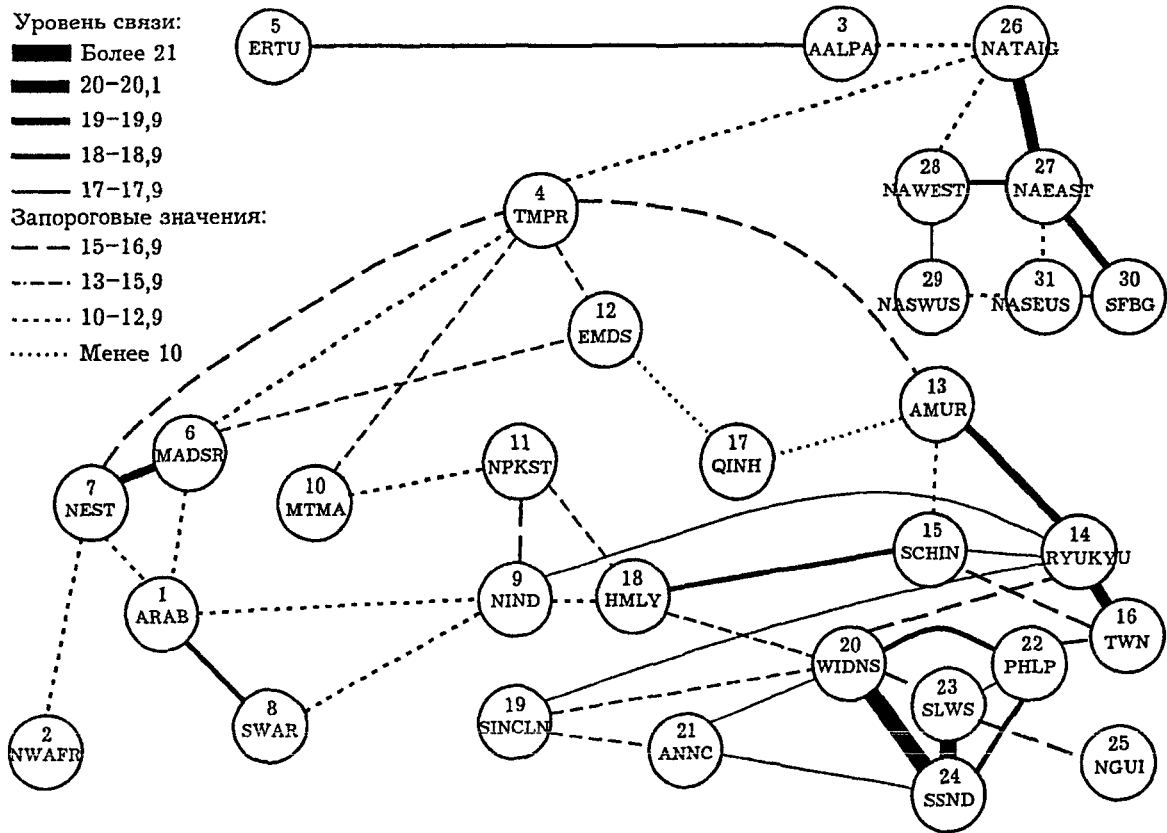 Уровень связи:
Более 21
20–20,1
19–19,9
18–18,9
17–17,9
Запороговые значения:
15–16,9
13–15,9
10–12,9
Менее 10
5
ERTU
3
AALPA
26
NATAIG
4
TMPR
28
NAWEST
27
NAEAST
29
NASWUS
31
NASEUS
30
SFBG
12
EMDS
13
AMUR
6
MADSR
11
NPKST
17
QINH
7
NEST
10
MTMA
15
SCHIN
14
RYUKYU
1
ARAB
9
NIND
18
HMLY
16
TWN
20
WIDNS
22
PHLP
2
NWAFR
8
SWAR
19
SINCLN
21
ANNC
23
SLWS
25
NGUI
24
SSND